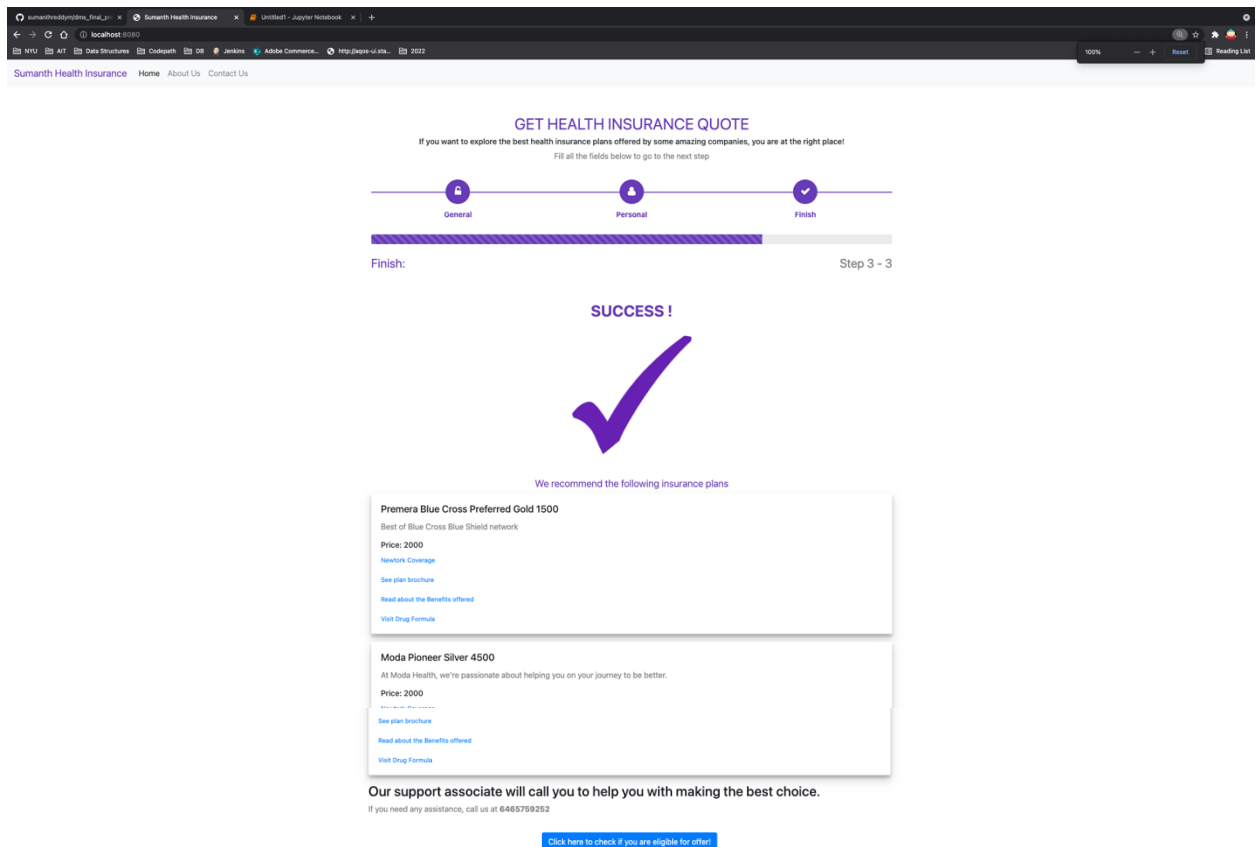 sumanthreddym/dms_final_pro
Sumanth Health Insurance
Untitled1 - Jupyter Notebook
localhost:8080
NYU AIT Data Structures Codepath DB Jenkins Adobe Commerce... http://aqos-ui.sta... 2022
100% Reset Reading List
Sumanth Health Insurance Home About Us Contact Us
GET HEALTH INSURANCE QUOTE
If you want to explore the best health insurance plans offered by some amazing companies, you are at the right place!
Fill all the fields below to go to the next step
General Personal Finish
Finish: Step 3 - 3
SUCCESS !
We recommend the following insurance plans
Premera Blue Cross Preferred Gold 1500
Best of Blue Cross Blue Shield network
Price: 2000
Newtork Coverage
See plan brochure
Read about the Benefits offered
Visit Drug Formula
Moda Pioneer Silver 4500
At Moda Health, we're passionate about helping you on your journey to be better.
Price: 2000
See plan brochure
Read about the Benefits offered
Visit Drug Formula
Our support associate will call you to help you with making the best choice.
If you need any assistance, call us at 6465759252
Click here to check if you are eligible for offer!